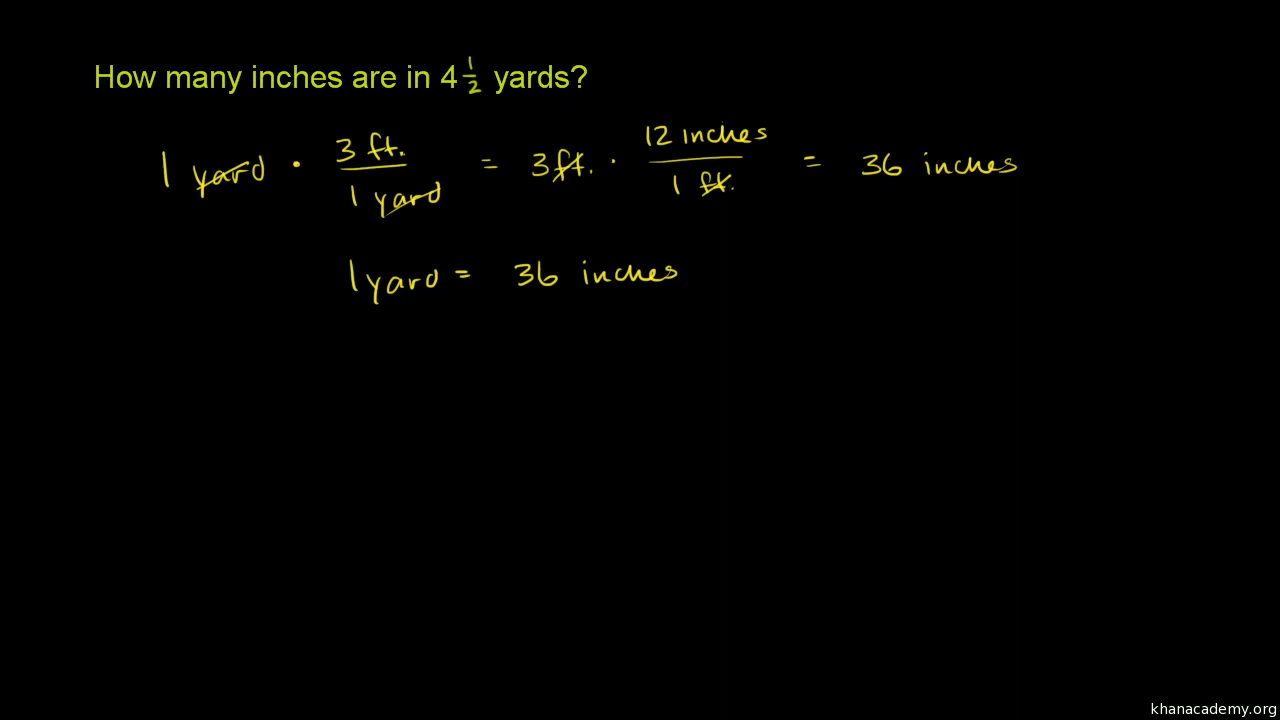 How many inches are in 4 1/2 yards?
1 yard · 3 ft. / 1 yard = 3 ft. · 12 inches / 1 ft. = 36 inches
1 yard = 36 inches
khanacademy.org